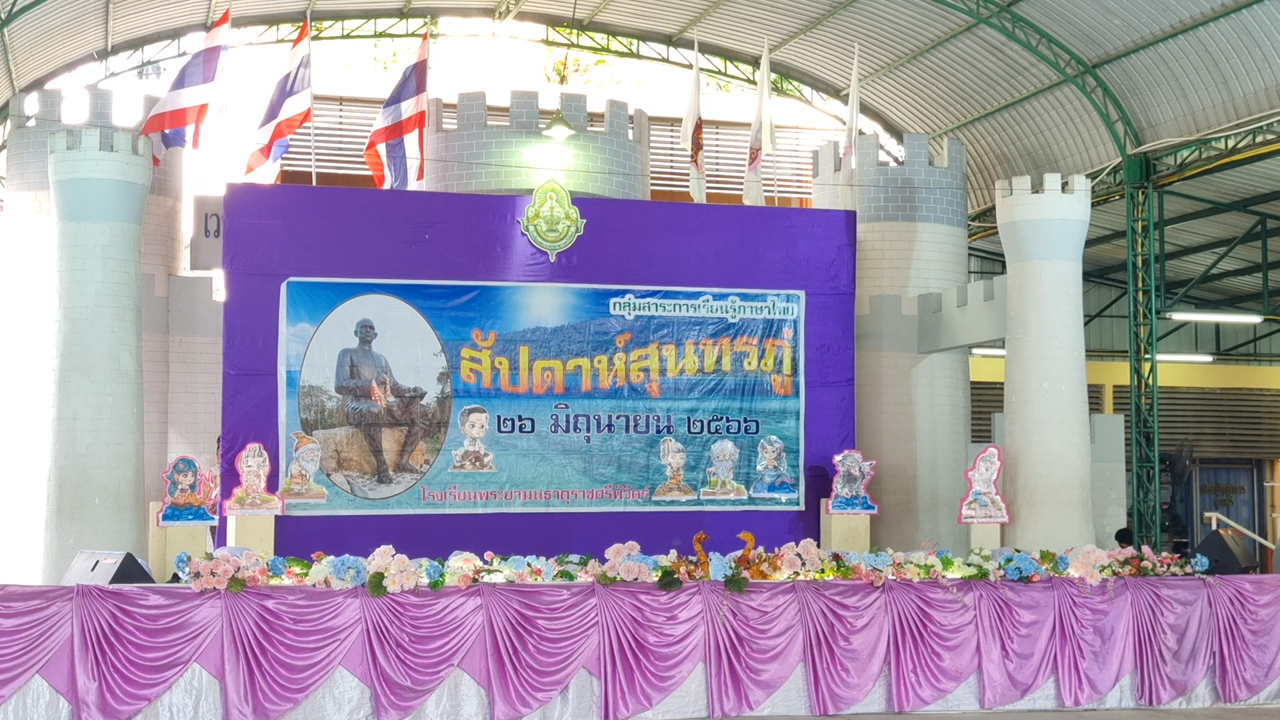 กลุ่มสาระการเรียนรู้ภาษาไทย
สัปดาห์สุนทรภู่
๒๖ มิถุนายน ๒๕๖๖
โรงเรียนพระยามนธาตุราชศรีพิจิตร์
เว